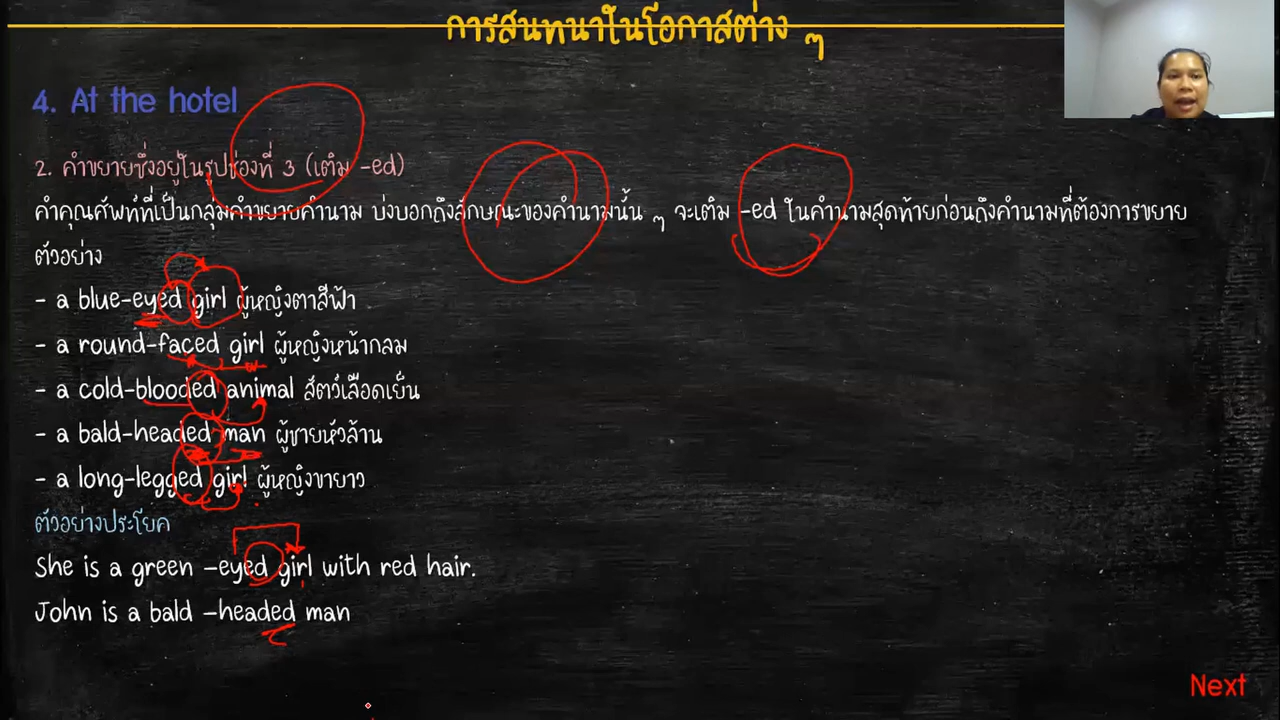 การสนทนาในโอกาสต่าง ๆ
4. At the hotel
2. คำขยายซึ่งอยู่ในรูปช่องที่ 3 (เติม -ed)
คำคุณศัพท์ที่เป็นกลุ่มคำขยายคำนาม บ่งบอกถึงลักษณะของคำนามนั้น ๆ จะเติม -ed ในคำนามสุดท้ายก่อนถึงคำนามที่ต้องการขยาย
ตัวอย่าง
- a blue-eyed girl ผู้หญิงตาสีฟ้า
- a round-faced girl ผู้หญิงหน้ากลม
- a cold-blooded animal สัตว์เลือดเย็น
- a bald-headed man ผู้ชายหัวล้าน
- a long-legged girl ผู้หญิงขายาว
ตัวอย่างประโยค
She is a green -eyed girl with red hair.
John is a bald -headed man
Next